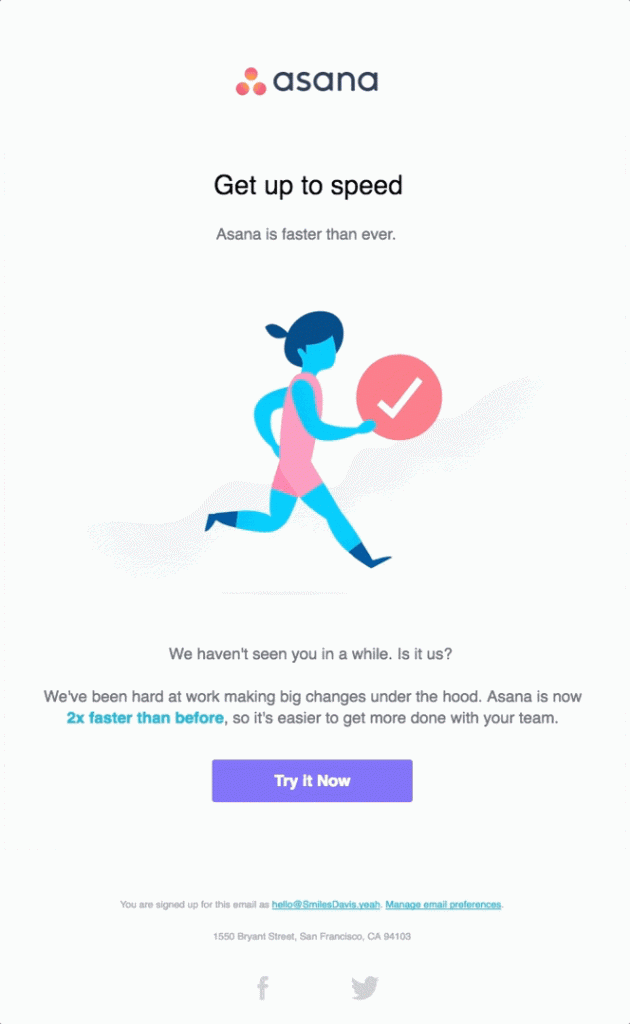 asana
Get up to speed
Asana is faster than ever.
We haven't seen you in a while. Is it us?
We've been hard at work making big changes under the hood. Asana is now
2x faster than before, so it's easier to get more done with your team.
Try It Now
You are signed up for this email as hello@SmilesDavis.yeah. Manage email preferences.
1550 Bryant Street, San Francisco, CA 94103